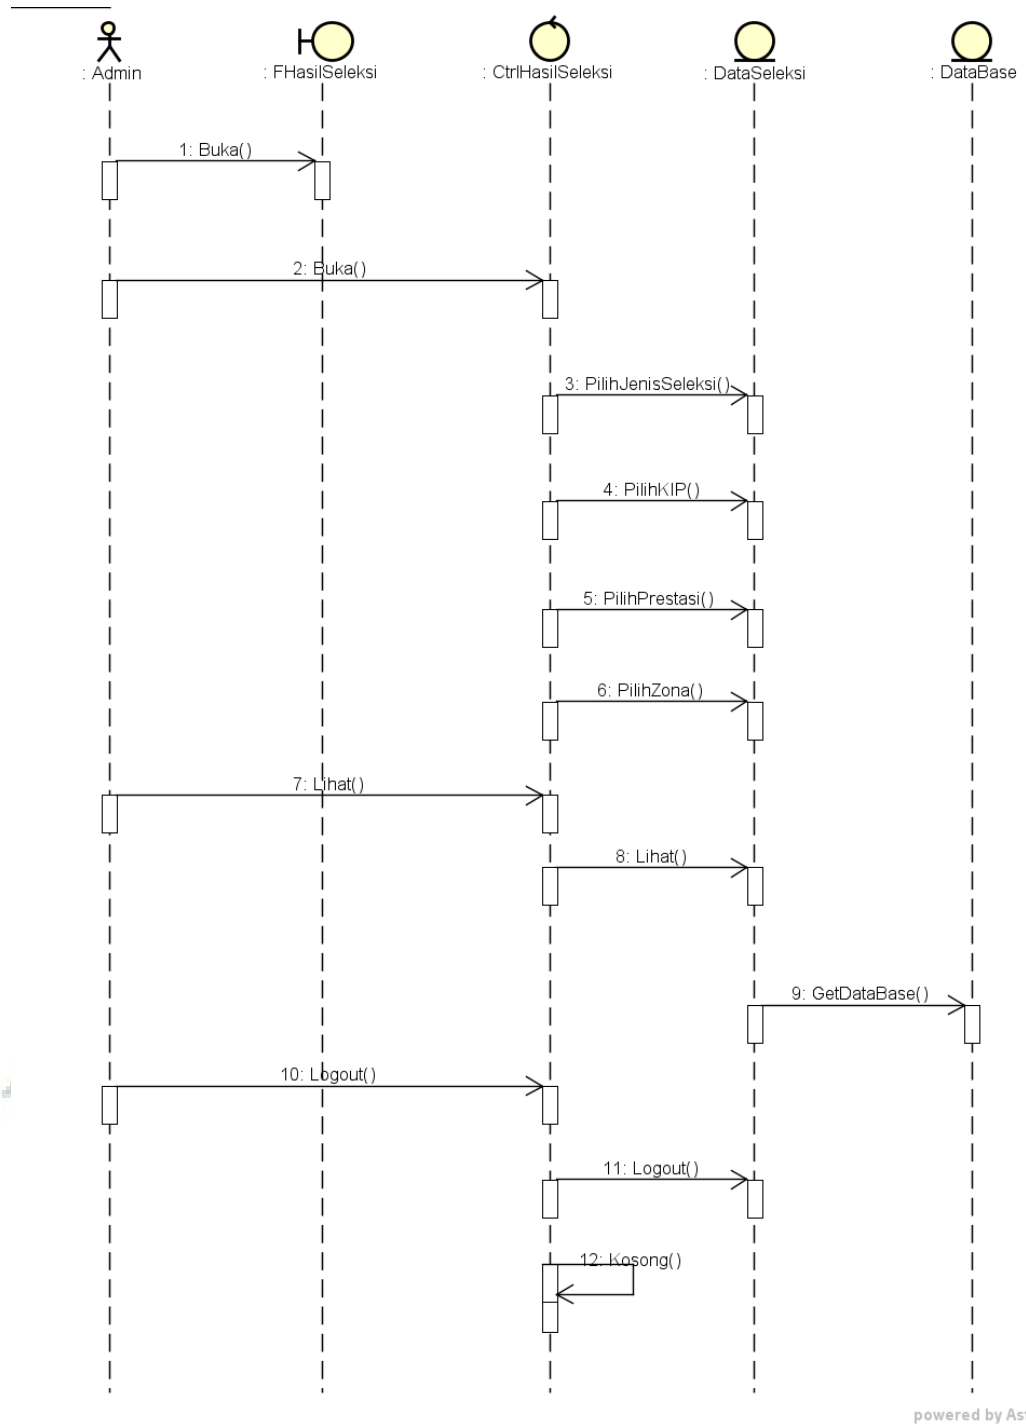 : Admin
: FHasilSeleksi
: CtrlHasilSeleksi
: DataSeleksi
: DataBase
1: Buka()
2: Buka()
3: PilihJenisSeleksi()
4: PilihKIP()
5: PilihPrestasi()
6: PilihZona()
7: Lihat()
8: Lihat()
9: GetDataBase()
10: Logout()
11: Logout()
12: Kosong()
powered by As